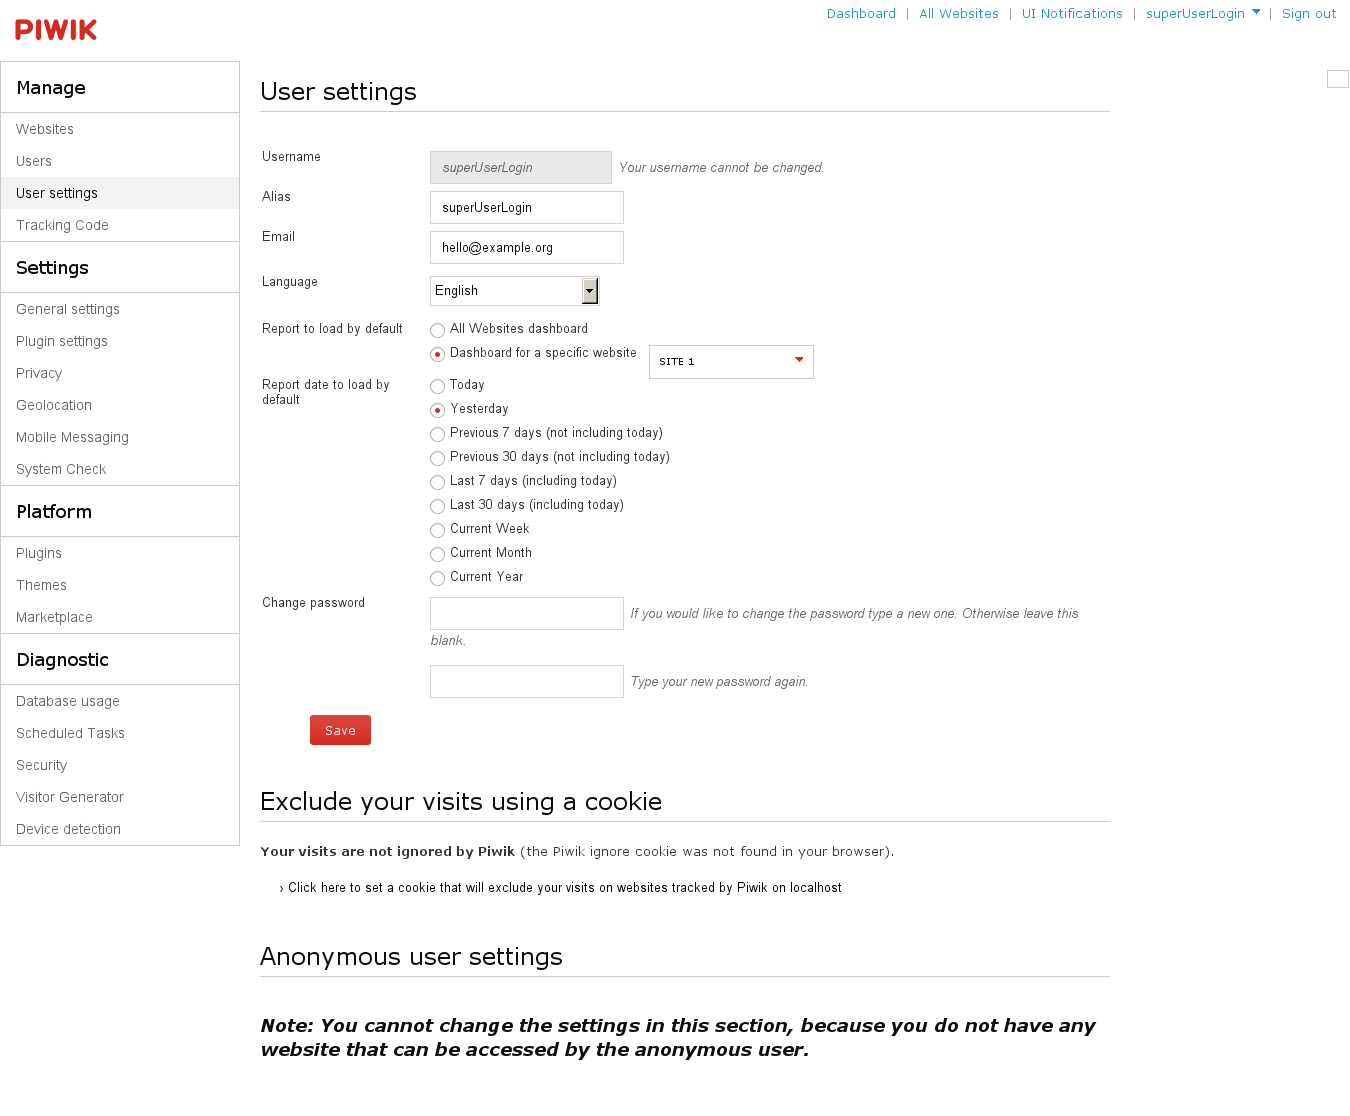 PIWIK
Dashboard | All Websites | UI Notifications | superUserLogin | Sign out
Manage
Websites
Users
User settings
Tracking Code
Settings
General settings
Plugin settings
Privacy
Geolocation
Mobile Messaging
System Check
Platform
Plugins
Themes
Marketplace
Diagnostic
Database usage
Scheduled Tasks
Security
Visitor Generator
Device detection
User settings
Username
superUserLogin Your username cannot be changed.
Alias
superUserLogin
Email
hello@example.org
Language
English
Report to load by default
All Websites dashboard
Dashboard for a specific website SITE 1
Report date to load by
default
Today
Yesterday
Previous 7 days (not including today)
Previous 30 days (not including today)
Last 7 days (including today)
Last 30 days (including today)
Current Week
Current Month
Current Year
Change password
If you would like to change the password type a new one. Otherwise leave this
blank.
Type your new password again.
Save
Exclude your visits using a cookie
Your visits are not ignored by Piwik (the Piwik ignore cookie was not found in your browser).
› Click here to set a cookie that will exclude your visits on websites tracked by Piwik on localhost
Anonymous user settings
Note: You cannot change the settings in this section, because you do not have any
website that can be accessed by the anonymous user.